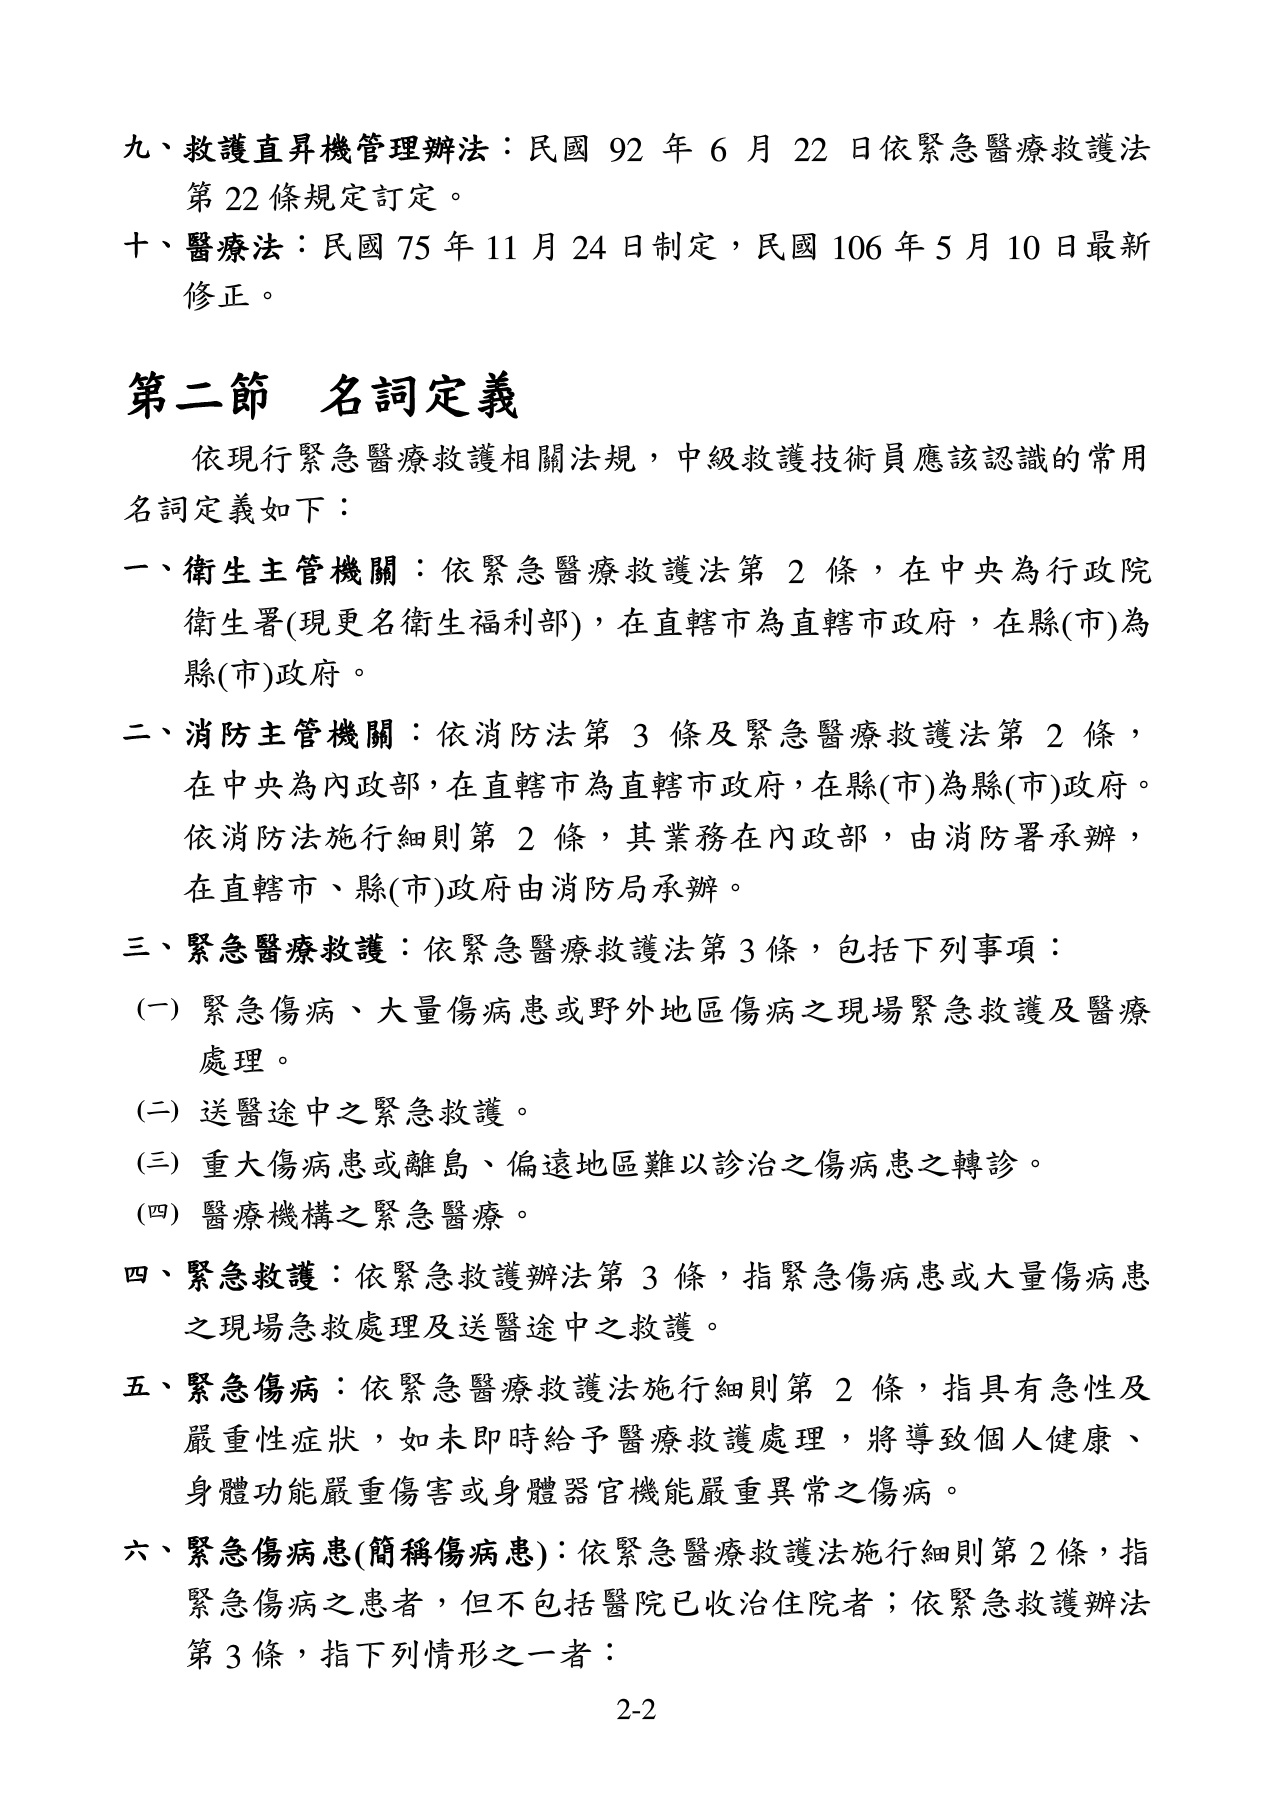 九、救護直昇機管理辦法：民國 92 年 6 月 22 日依緊急醫療救護法
第 22 條規定訂定。
十、醫療法：民國 75 年 11 月 24 日制定，民國 106 年 5 月 10 日最新
修正。
第二節　名詞定義
依現行緊急醫療救護相關法規，中級救護技術員應該認識的常用
名詞定義如下：
一、衛生主管機關：依緊急醫療救護法第 2 條，在中央為行政院
衛生署(現更名衛生福利部)，在直轄市為直轄市政府，在縣(市)為
縣(市)政府。
二、消防主管機關：依消防法第 3 條及緊急醫療救護法第 2 條，
在中央為內政部，在直轄市為直轄市政府，在縣(市)為縣(市)政府。
依消防法施行細則第 2 條，其業務在內政部，由消防署承辦，
在直轄市、縣(市)政府由消防局承辦。
三、緊急醫療救護：依緊急醫療救護法第 3 條，包括下列事項：
(一) 緊急傷病、大量傷病患或野外地區傷病之現場緊急救護及醫療
處理。
(二) 送醫途中之緊急救護。
(三) 重大傷病患或離島、偏遠地區難以診治之傷病患之轉診。
(四) 醫療機構之緊急醫療。
四、緊急救護：依緊急救護辦法第 3 條，指緊急傷病患或大量傷病患
之現場急救處理及送醫途中之救護。
五、緊急傷病：依緊急醫療救護法施行細則第 2 條，指具有急性及
嚴重性症狀，如未即時給予醫療救護處理，將導致個人健康、
身體功能嚴重傷害或身體器官機能嚴重異常之傷病。
六、緊急傷病患(簡稱傷病患)：依緊急醫療救護法施行細則第 2 條，指
緊急傷病之患者，但不包括醫院已收治住院者；依緊急救護辦法
第 3 條，指下列情形之一者：
2-2